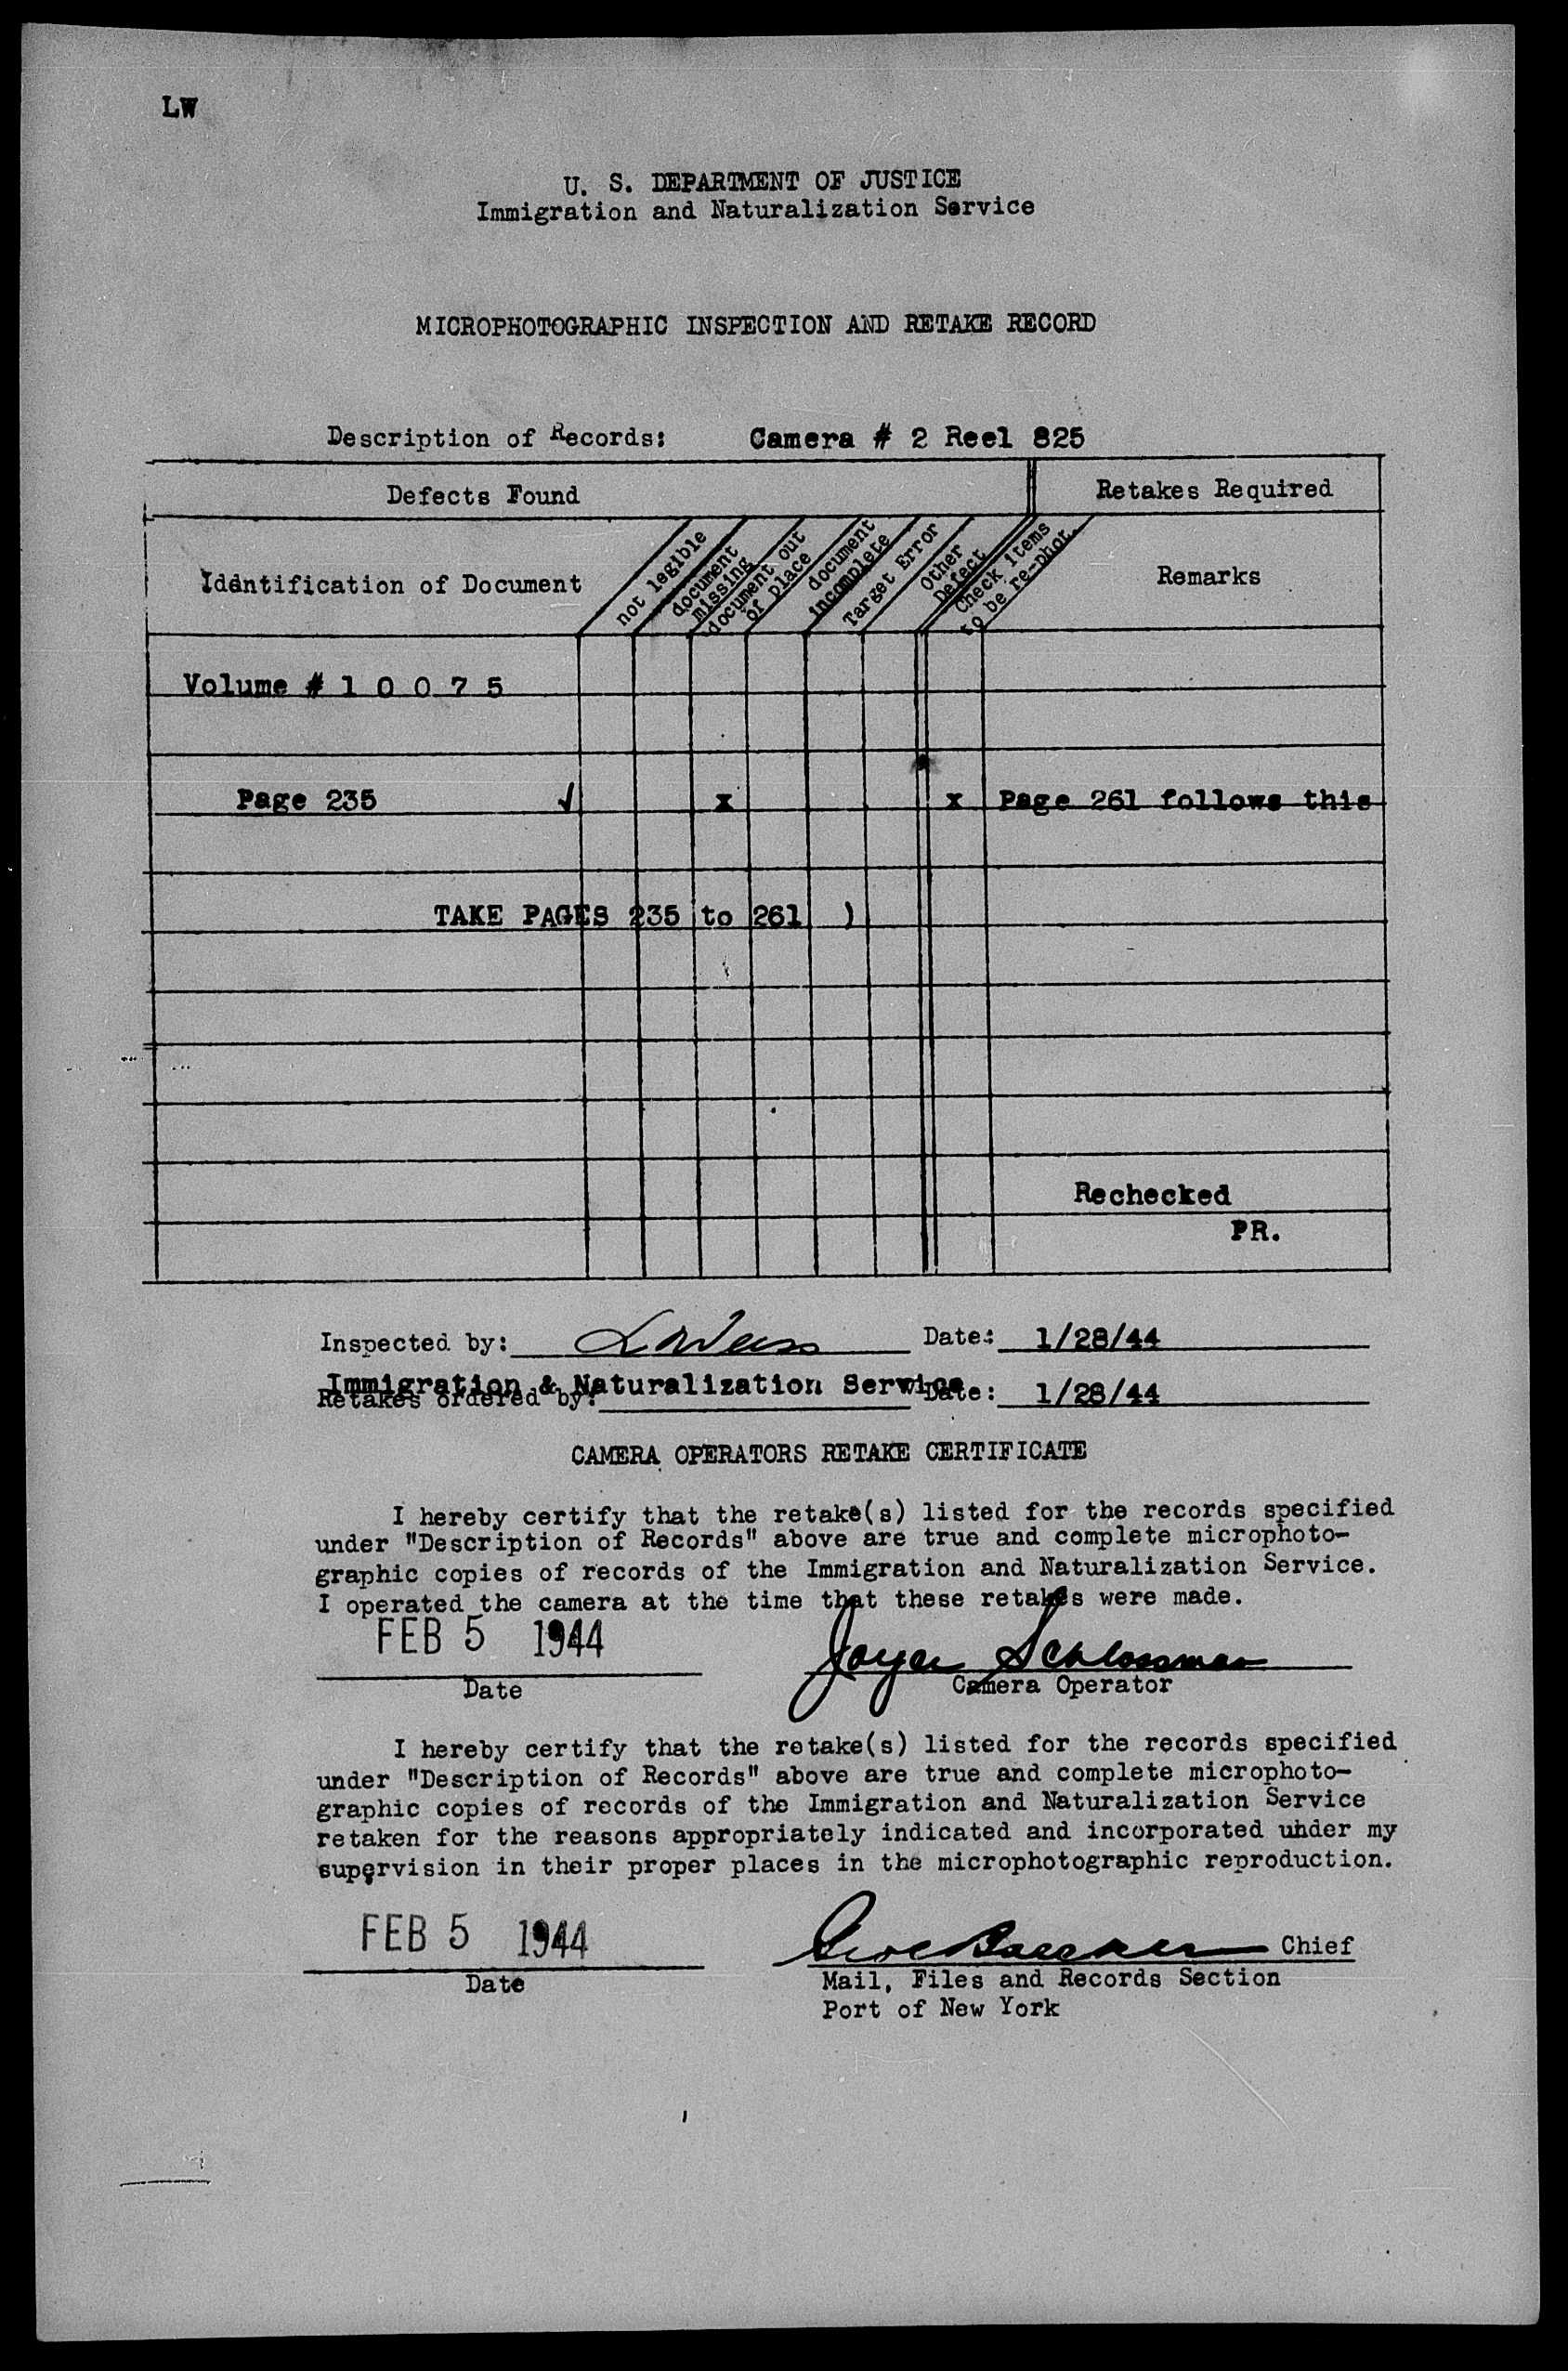 LW
U. S. DEPARTMENT OF JUSTICE
Immigration and Naturalization Service
MICROPHOTOGRAPHIC INSPECTION AND RETAKE RECORD
Description of Records: Camera # 2 Reel 825
Defects Found Retakes Required
Identification of Document
not legible
document
missing
document out
of place
document
incomplete
Target Error
Other
Defect
Check items
to be re-phot.
Remarks
Volume # 1 0 0 7 5
Page 235 √ x x Page 261 follows this
TAKE PAGES 235 to 261 )
Rechecked
PR.
Inspected by: L Weiss Date: 1/28/44
Immigration & Naturalization Service
Retakes ordered by: Date: 1/28/44
CAMERA OPERATORS RETAKE CERTIFICATE
I hereby certify that the retake(s) listed for the records specified
under "Description of Records" above are true and complete microphoto-
graphic copies of records of the Immigration and Naturalization Service.
I operated the camera at the time that these retakes were made.
FEB 5 1944 Joyce Schlossman
Date Camera Operator
I hereby certify that the retake(s) listed for the records specified
under "Description of Records" above are true and complete microphoto-
graphic copies of records of the Immigration and Naturalization Service
retaken for the reasons appropriately indicated and incorporated under my
supervision in their proper places in the microphotographic reproduction.
FEB 5 1944 Chief
Date Mail, Files and Records Section
Port of New York